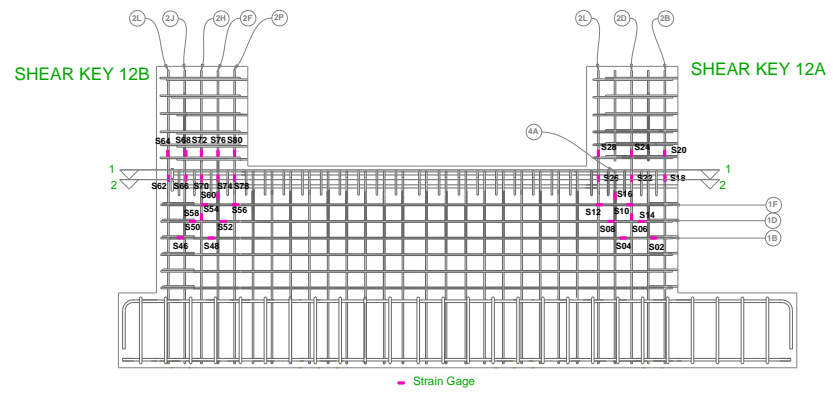 2L 2J 2H 2F 2P 2L 2D 2B
SHEAR KEY 12B SHEAR KEY 12A
4A
S64 S68 S72 S76 S80 S28 S24 S20
1 1
S62 S66 S70 S74 S78 S26 S22 S18
2 2
S60 S16
S58 S54 S56 S12 S10 S14 1F
S50 S52 S08 S06 1D
S46 S48 S04 S02 1B
Strain Gage